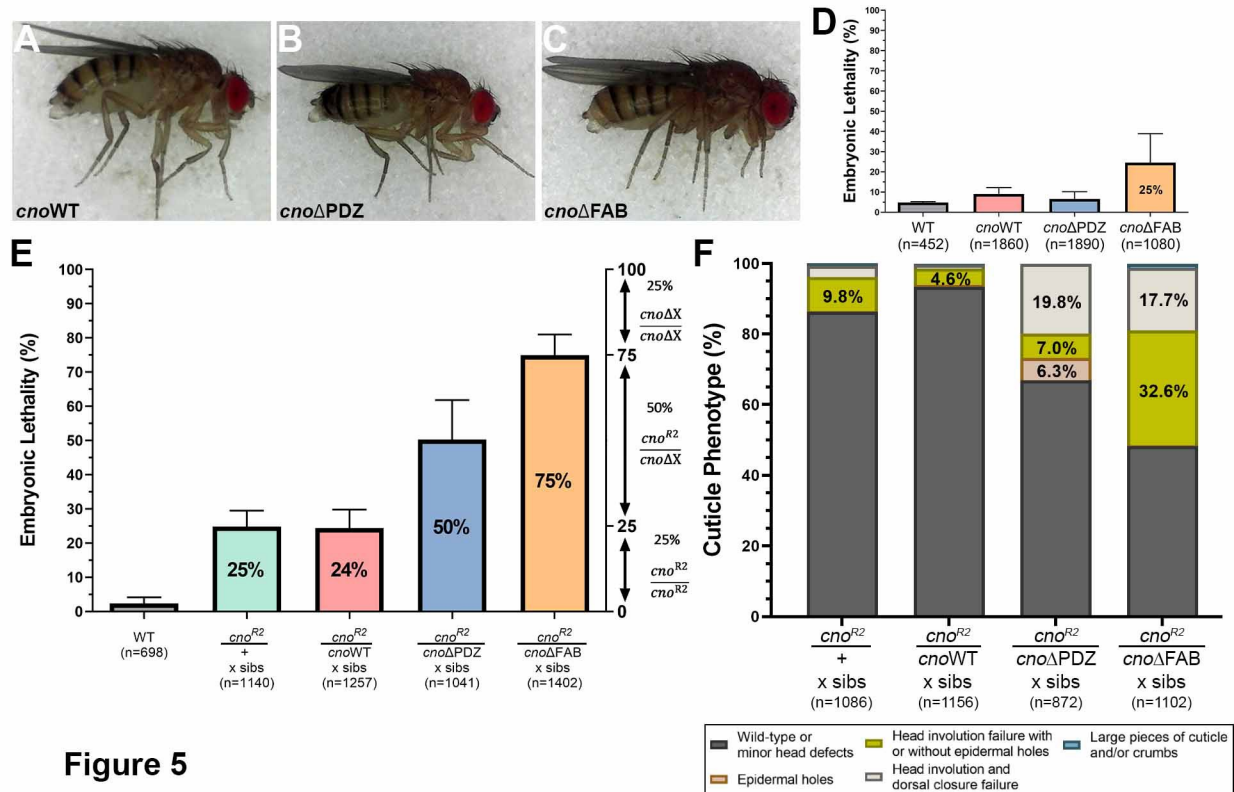 A
B
C
cnoWT
cnoΔPDZ
cnoΔFAB
D
Embryonic Lethality (%)
100
90
80
70
60
50
40
30
20
10
0
25%
WT
(n=452)
cnoWT
(n=1860)
cnoΔPDZ
(n=1890)
cnoΔFAB
(n=1080)
E
Embryonic Lethality (%)
100
90
80
70
60
50
40
30
20
10
0
25%
24%
50%
75%
100
25%
cnoΔX
cnoΔX
75
50%
cnoR2
cnoΔX
25
25%
cnoR2
cnoR2
0
WT
(n=698)
cnoR2
+
x sibs
(n=1140)
cnoR2
cnoWT
x sibs
(n=1257)
cnoR2
cnoΔPDZ
x sibs
(n=1041)
cnoR2
cnoΔFAB
x sibs
(n=1402)
F
Cuticle Phenotype (%)
100
80
60
40
20
0
9.8%
4.6%
19.8%
7.0%
6.3%
17.7%
32.6%
cnoR2
+
x sibs
(n=1086)
cnoR2
cnoWT
x sibs
(n=1156)
cnoR2
cnoΔPDZ
x sibs
(n=872)
cnoR2
cnoΔFAB
x sibs
(n=1102)
Wild-type or
minor head defects
Epidermal holes
Head involution failure with
or without epidermal holes
Head involution and
dorsal closure failure
Large pieces of cuticle
and/or crumbs
Figure 5